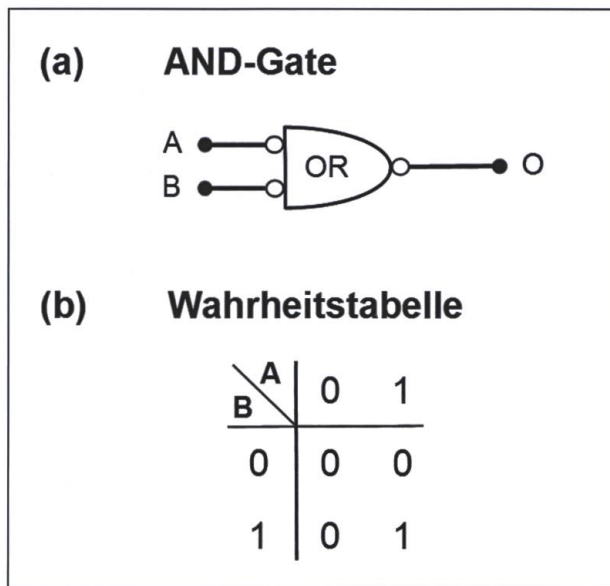 (a) AND-Gate
A
OR
O
B
(b) Wahrheitstabelle
A
B
0 1
0 0 0
1 0 1